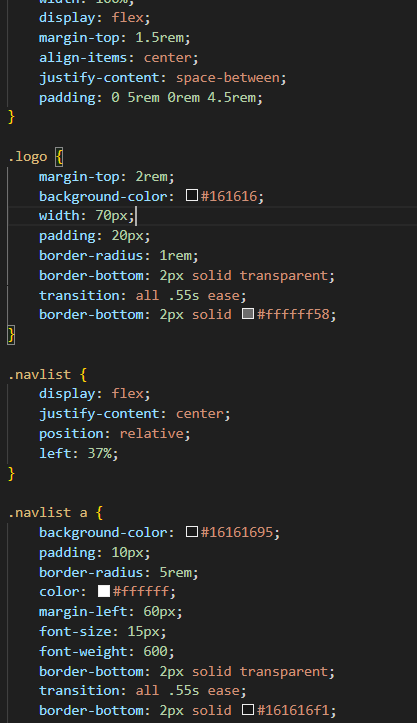 width: 100%;
display: flex;
margin-top: 1.5rem;
align-items: center;
justify-content: space-between;
padding: 0 5rem 0rem 4.5rem;
}
.logo {
margin-top: 2rem;
background-color: #161616;
width: 70px;
padding: 20px;
border-radius: 1rem;
border-bottom: 2px solid transparent;
transition: all .55s ease;
border-bottom: 2px solid #ffffff58;
}
.navlist {
display: flex;
justify-content: center;
position: relative;
left: 37%;
}
.navlist a {
background-color: #16161695;
padding: 10px;
border-radius: 5rem;
color: #ffffff;
margin-left: 60px;
font-size: 15px;
font-weight: 600;
border-bottom: 2px solid transparent;
transition: all .55s ease;
border-bottom: 2px solid #161616f1;